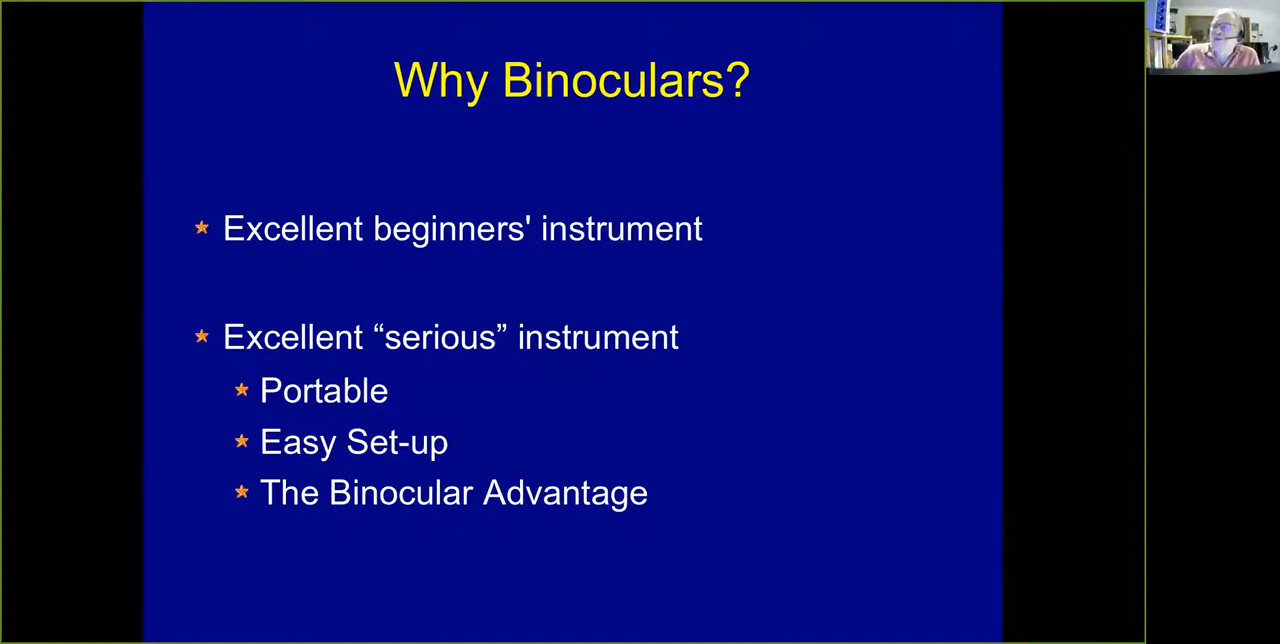 Why Binoculars?
Excellent beginners' instrument
Excellent “serious” instrument
Portable
Easy Set-up
The Binocular Advantage